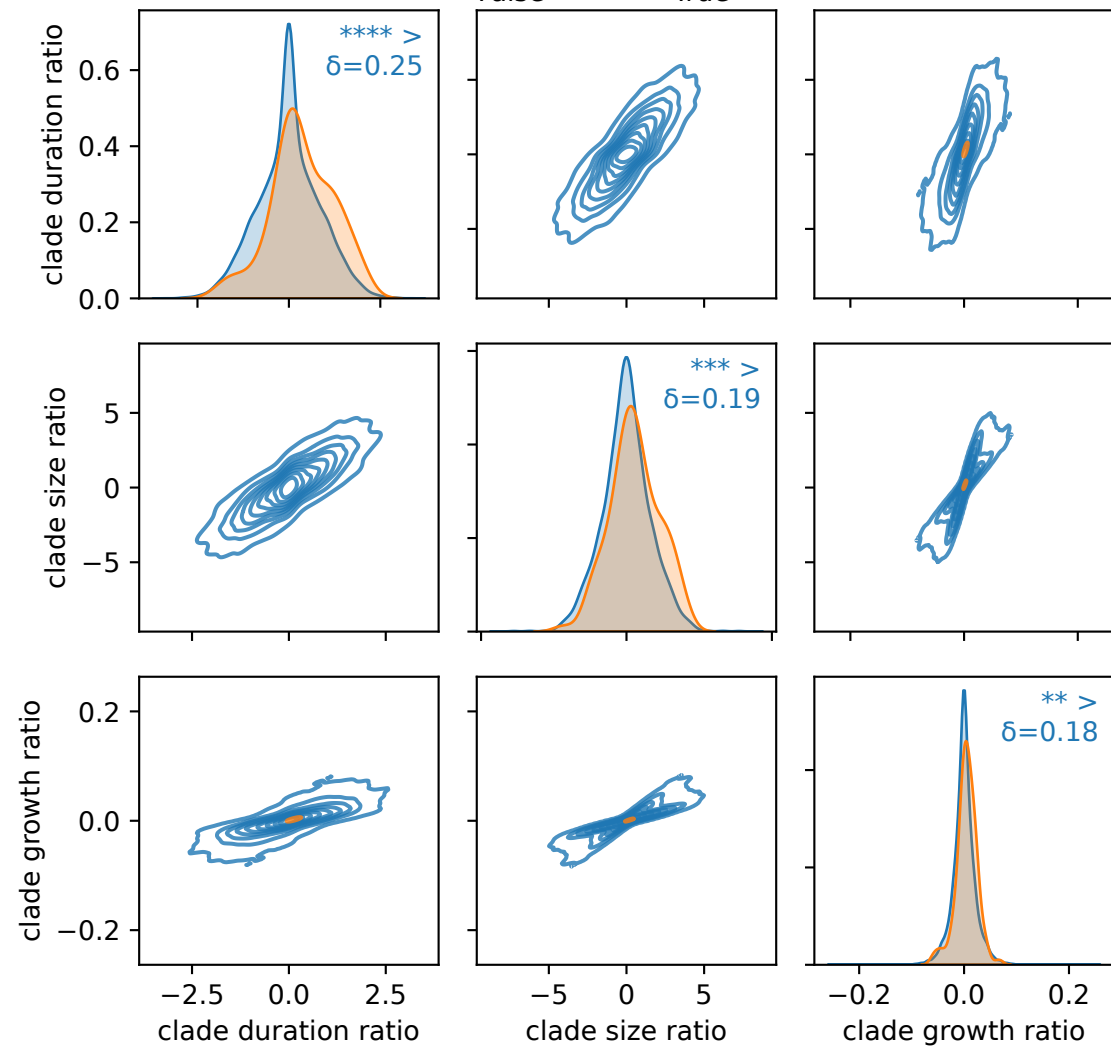 clade duration ratio
0.6
0.4
0.2
0.0
**** >
δ=0.25
clade size ratio
5
0
−5
*** >
δ=0.19
clade growth ratio
0.2
0.0
−0.2
** >
δ=0.18
−2.5 0.0 2.5
−5 0 5
−0.2 0.0 0.2
clade duration ratio
clade size ratio
clade growth ratio